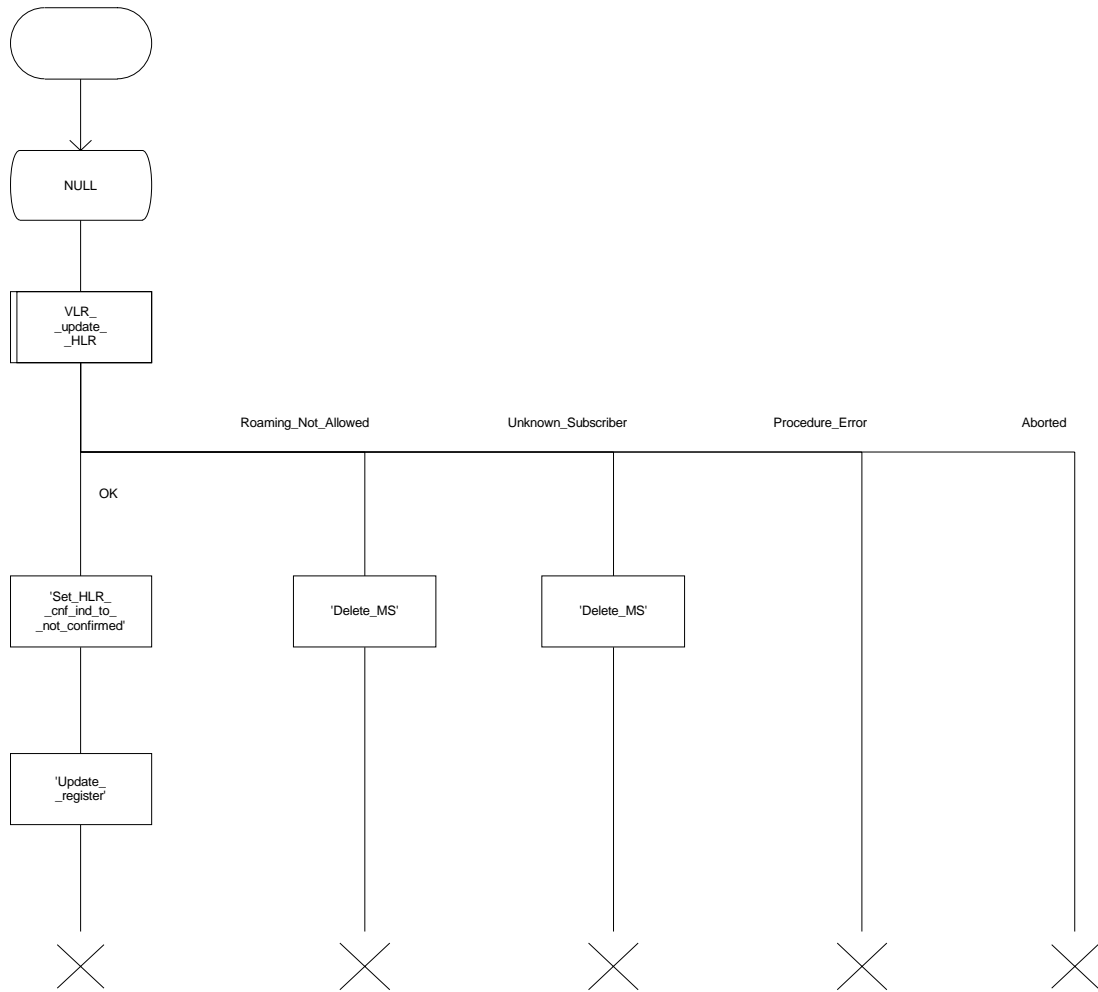 NULL
VLR_
_update_
_HLR
Roaming_Not_Allowed
Unknown_Subscriber
Procedure_Error
Aborted
OK
'Set_HLR_
_cnf_ind_to_
_not_confirmed'
'Delete_MS'
'Delete_MS'
'Update_
_register'